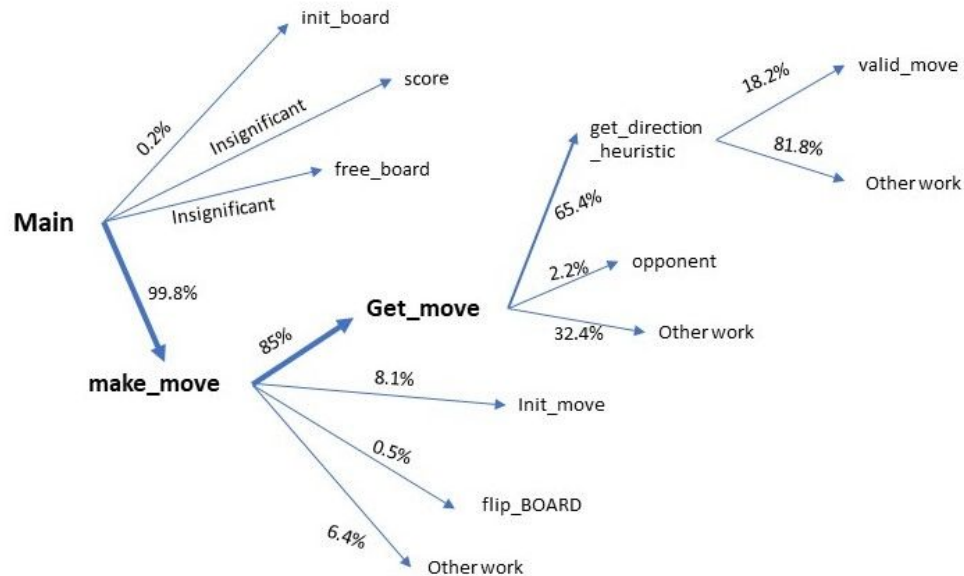 init_board
0.2%
score
Insignificant
free_board
Insignificant
Main
99.8%
make_move
85%
Get_move
8.1%
Init_move
0.5%
flip_BOARD
6.4%
Other work
65.4%
get_direction
_heuristic
2.2%
opponent
32.4%
Other work
18.2%
valid_move
81.8%
Other work